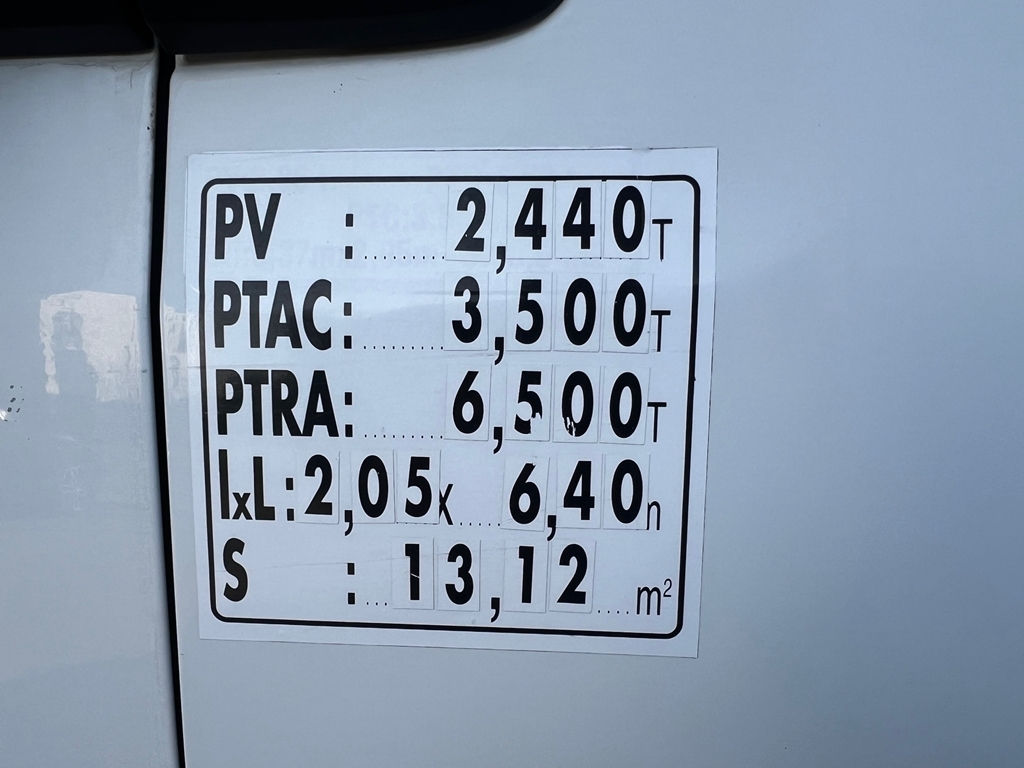 PV : 2,440 T
PTAC : 3,500 T
PTRA : 6,500 T
lxL : 2,05 x 6,40 n
S : 13,12 m²